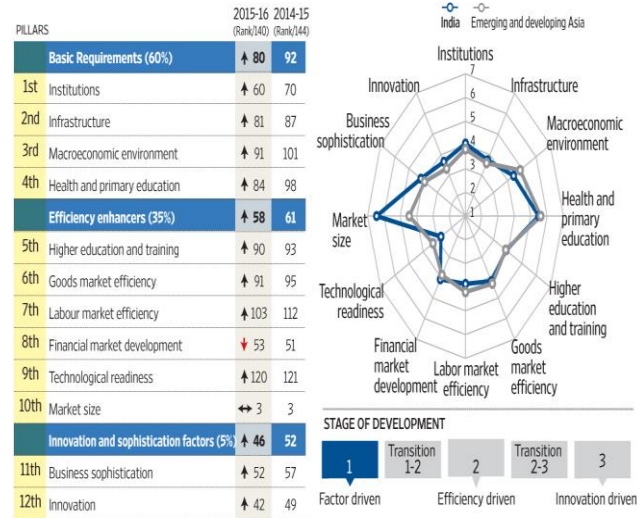 2015-16 2014-15
PILLARS (Rank/140) (Rank/144)
Basic Requirements (60%) 80 92
1st Institutions 60 70
2nd Infrastructure 81 87
3rd Macroeconomic environment 91 101
4th Health and primary education 84 98
Efficiency enhancers (35%) 58 61
5th Higher education and training 90 93
6th Goods market efficiency 91 95
7th Labour market efficiency 103 112
8th Financial market development 53 51
9th Technological readiness 120 121
10th Market size 3 3
Innovation and sophistication factors (5%) 46 52
11th Business sophistication 52 57
12th Innovation 42 49
India Emerging and developing Asia
Institutions
Infrastructure
Macroeconomic
environment
Health and
primary
education
Higher
education
and training
Goods
market
efficiency
Labor market
efficiency
Financial
market
development
Technological
readiness
Market
size
Business
sophistication
Innovation
7
6
5
4
3
2
1
STAGE OF DEVELOPMENT
1
Transition
1-2
2
Transition
2-3
3
Factor driven
Efficiency driven
Innovation driven